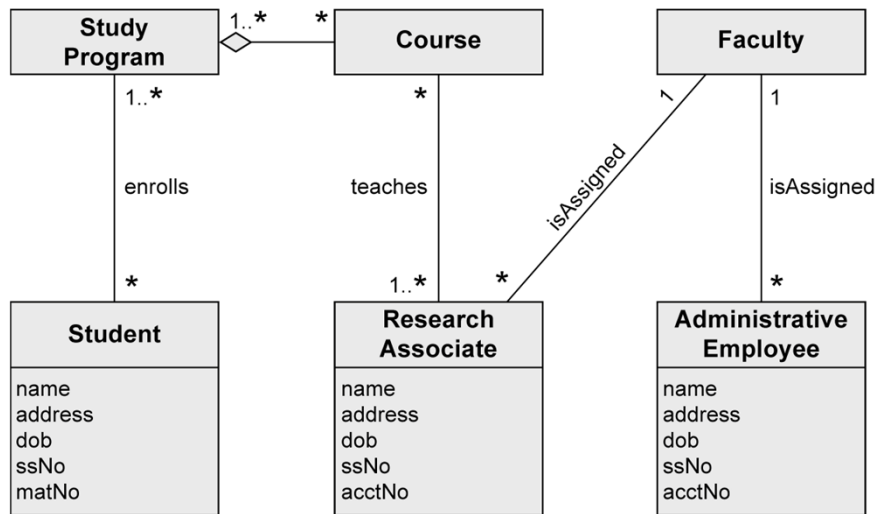 Study
Program
1..*
*
Course
Faculty
1..*
*
1
1
enrolls
teaches
isAssigned
isAssigned
*
1..*
*
*
Student
name
address
dob
ssNo
matNo
Research
Associate
name
address
dob
ssNo
acctNo
Administrative
Employee
name
address
dob
ssNo
acctNo